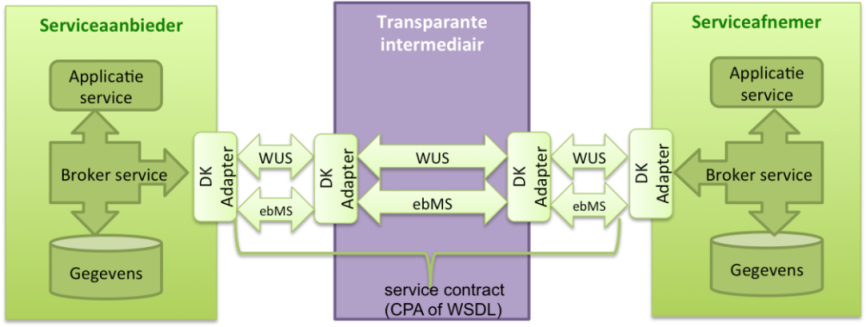 Serviceaanbieder
Applicatie
service
Broker service
Gegevens
DK
Adapter
WUS
ebMS
DK
Adapter
Transparante
intermediair
WUS
ebMS
DK
Adapter
WUS
ebMS
DK
Adapter
service contract
(CPA of WSDL)
Serviceafnemer
Applicatie
service
Broker service
Gegevens